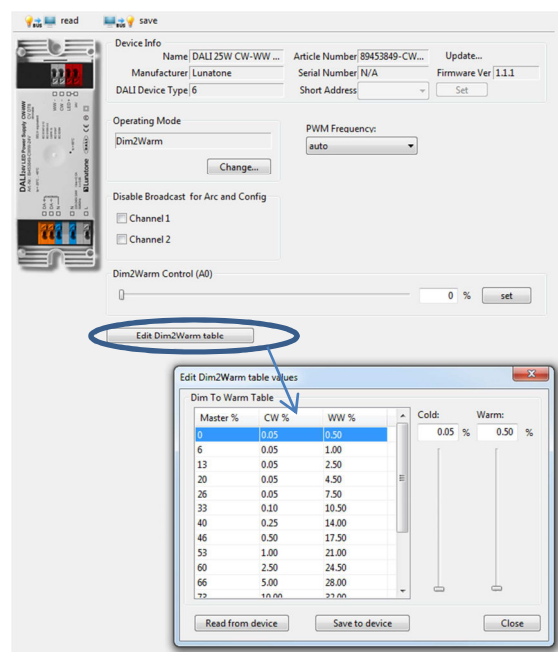 read save
Device Info
Name DALI 25W CW-WW ... Article Number 89453849-CW... Update...
Manufacturer Lunatone Serial Number N/A Firmware Ver 1.1.1
DALI Device Type 6 Short Address Set
Operating Mode
PWM Frequency:
Dim2Warm
auto
Change...
Disable Broadcast for Arc and Config
Channel 1
Channel 2
Dim2Warm Control (A0)
0 % set
Edit Dim2Warm table
Edit Dim2Warm table values
Dim To Warm Table
Master % CW % WW % Cold: Warm:
0 0.05 0.50 0.05 % 0.50 %
6 0.05 1.00
13 0.05 2.50
20 0.05 4.50
26 0.05 7.50
33 0.10 10.50
40 0.25 14.00
46 0.50 17.50
53 1.00 21.00
60 2.50 24.50
66 5.00 28.00
73 10.00 32.00
Read from device Save to device Close